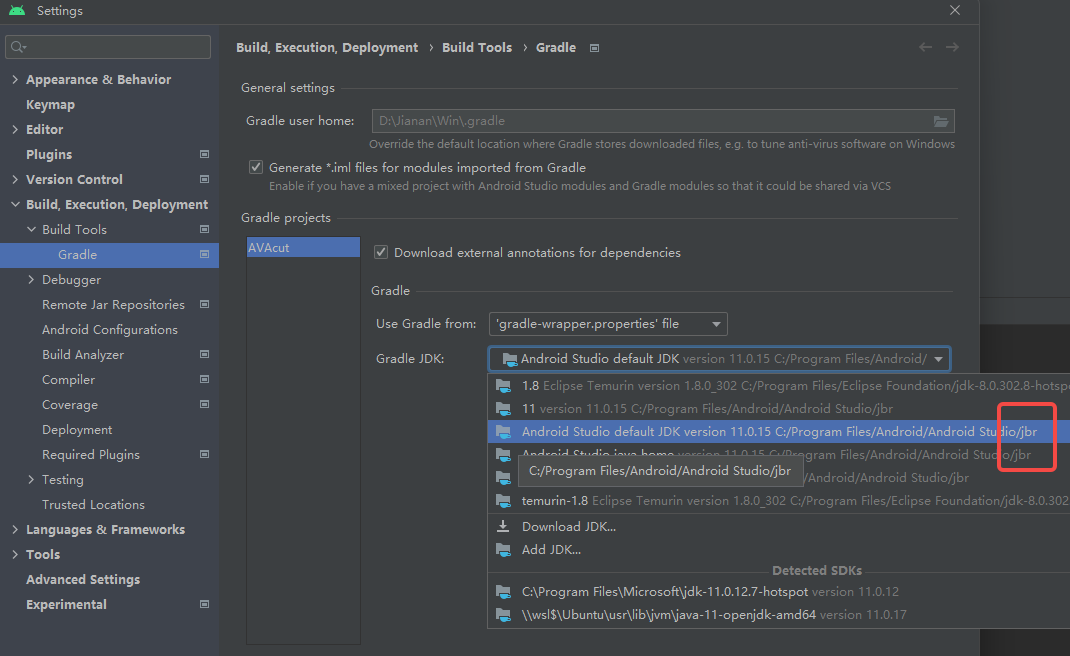 Settings
Build, Execution, Deployment › Build Tools › Gradle
Appearance & Behavior
Keymap
Editor
Plugins
Version Control
Build, Execution, Deployment
Build Tools
Gradle
Debugger
Remote Jar Repositories
Android Configurations
Build Analyzer
Compiler
Coverage
Deployment
Required Plugins
Testing
Trusted Locations
Languages & Frameworks
Tools
Advanced Settings
Experimental
General settings
Gradle user home: D:\Jianan\Win\.gradle
Override the default location where Gradle stores downloaded files, e.g. to tune anti-virus software on Windows
Generate *.iml files for modules imported from Gradle
Enable if you have a mixed project with Android Studio modules and Gradle modules so that it could be shared via VCS
Gradle projects
AVAcut
Download external annotations for dependencies
Gradle
Use Gradle from: 'gradle-wrapper.properties' file
Gradle JDK: Android Studio default JDK version 11.0.15 C:/Program Files/Android/
1.8 Eclipse Temurin version 1.8.0_302 C:/Program Files/Eclipse Foundation/jdk-8.0.302.8-hotspo
11 version 11.0.15 C:/Program Files/Android/Android Studio/jbr
Android Studio default JDK version 11.0.15 C:/Program Files/Android/Android Studio/jbr
Android Studio java home version 11.0.15 C:/Program Files/Android/Android Studio/jbr
C:/Program Files/Android/Android Studio/jbr
/Android/Android Studio/jbr
temurin-1.8 Eclipse Temurin version 1.8.0_302 C:/Program Files/Eclipse Foundation/jdk-8.0.302
Download JDK...
Add JDK...
Detected SDKs
C:\Program Files\Microsoft\jdk-11.0.12.7-hotspot version 11.0.12
\\wsl$\Ubuntu\usr\lib\jvm\java-11-openjdk-amd64 version 11.0.17